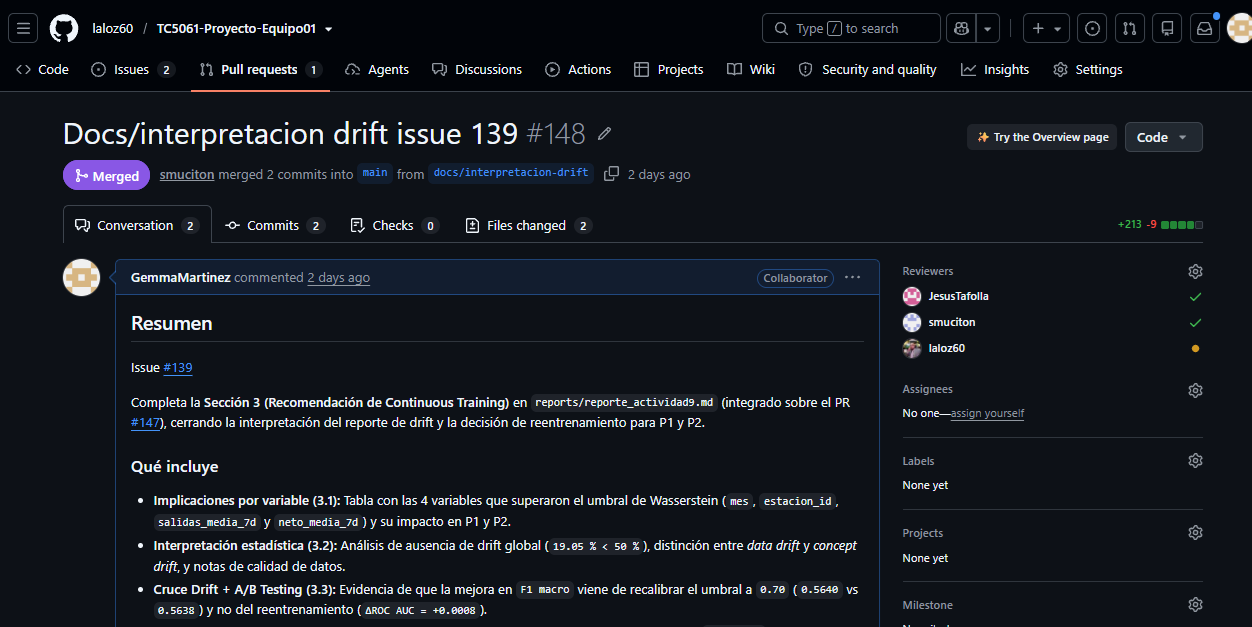 laloz60 / TC5061-Proyecto-Equipo01
Type / to search
Code Issues 2 Pull requests 1 Agents Discussions Actions Projects Wiki Security and quality Insights Settings
Docs/interpretacion drift issue 139 #148
Try the Overview page Code
Merged smuciton merged 2 commits into main from docs/interpretacion-drift 2 days ago
Conversation 2 Commits 2 Checks 0 Files changed 2 +213 -9
GemmaMartinez commented 2 days ago Collaborator
Resumen
Issue #139
Completa la Sección 3 (Recomendación de Continuous Training) en reports/reporte_actividad9.md (integrado sobre el PR
#147), cerrando la interpretación del reporte de drift y la decisión de reentrenamiento para P1 y P2.
Qué incluye
• Implicaciones por variable (3.1): Tabla con las 4 variables que superaron el umbral de Wasserstein ( mes, estacion_id,
salidas_media_7d y neto_media_7d ) y su impacto en P1 y P2.
• Interpretación estadística (3.2): Análisis de ausencia de drift global ( 19.05 % < 50 % ), distinción entre data drift y concept
drift, y notas de calidad de datos.
• Cruce Drift + A/B Testing (3.3): Evidencia de que la mejora en F1 macro viene de recalibrar el umbral a 0.70 ( 0.5640 vs
0.5638 ) y no del reentrenamiento ( ΔROC AUC = +0.0008 ).
Reviewers
JesusTafolla
smuciton
laloz60
Assignees
No one—assign yourself
Labels
None yet
Projects
None yet
Milestone